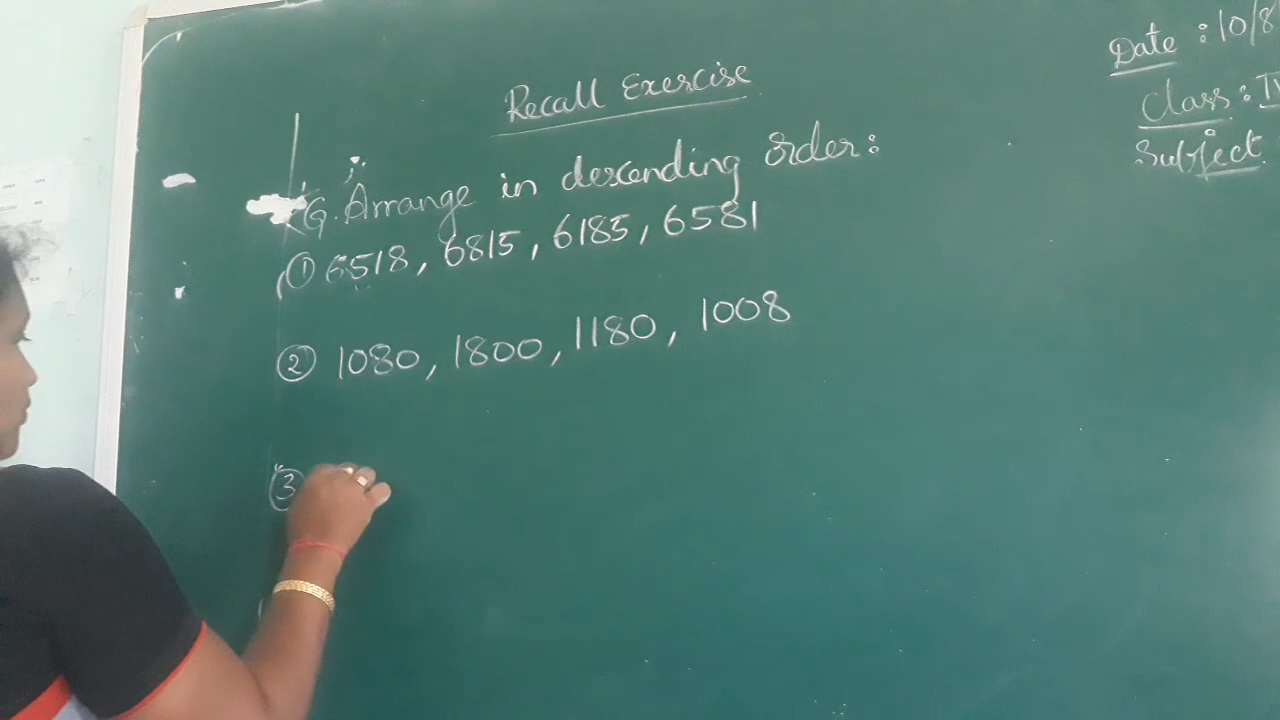 Recall Exercise
Date : 10/8
Class : IV
Subject
G. Arrange in descending order :
① 6518, 6815, 6185, 6581
② 1080, 1800, 1180, 1008
③